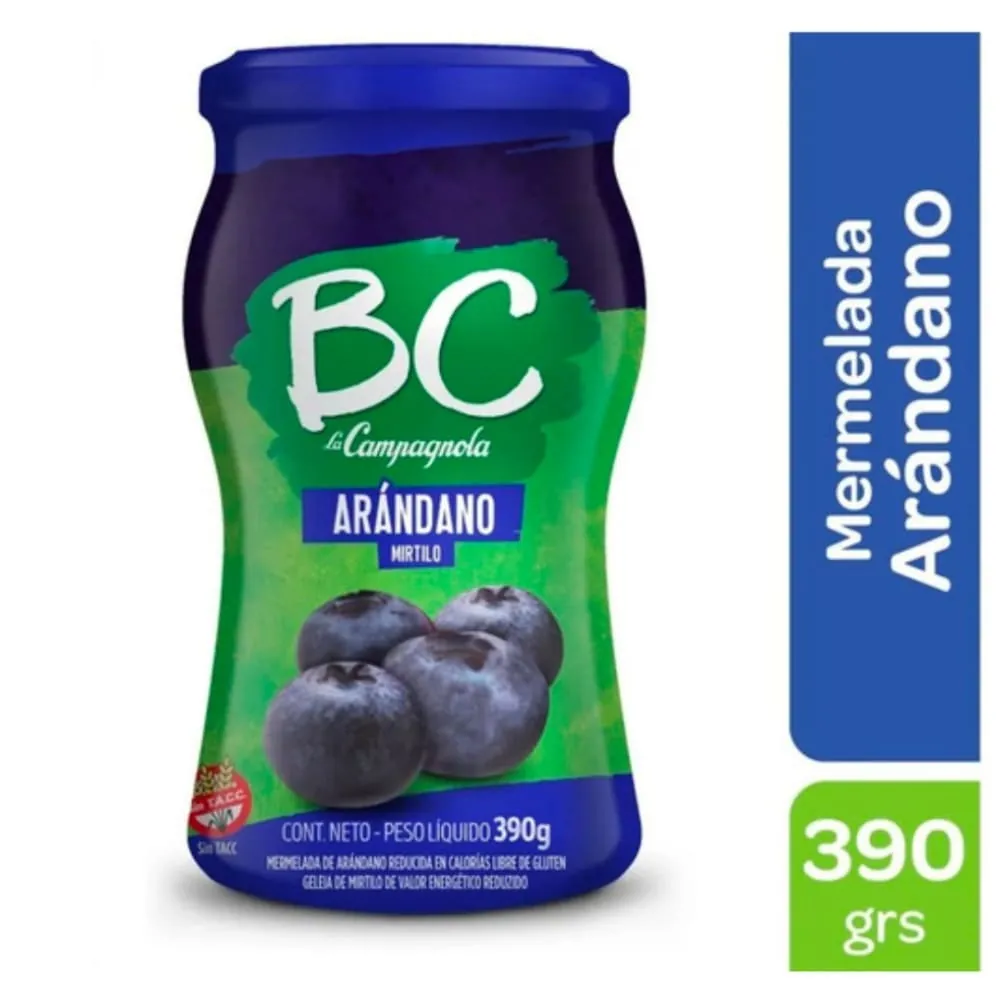 BC
La Campagnola
ARÁNDANO
MIRTILO
Sin T.A.C.C.
Sin TACC
CONT. NETO - PESO LÍQUIDO 390g
MERMELADA DE ARÁNDANO REDUCIDA EN CALORÍAS LIBRE DE GLUTEN
GELEIA DE MIRTILO DE VALOR ENERGÉTICO REDUZIDO
Mermelada
Arándano
390
grs